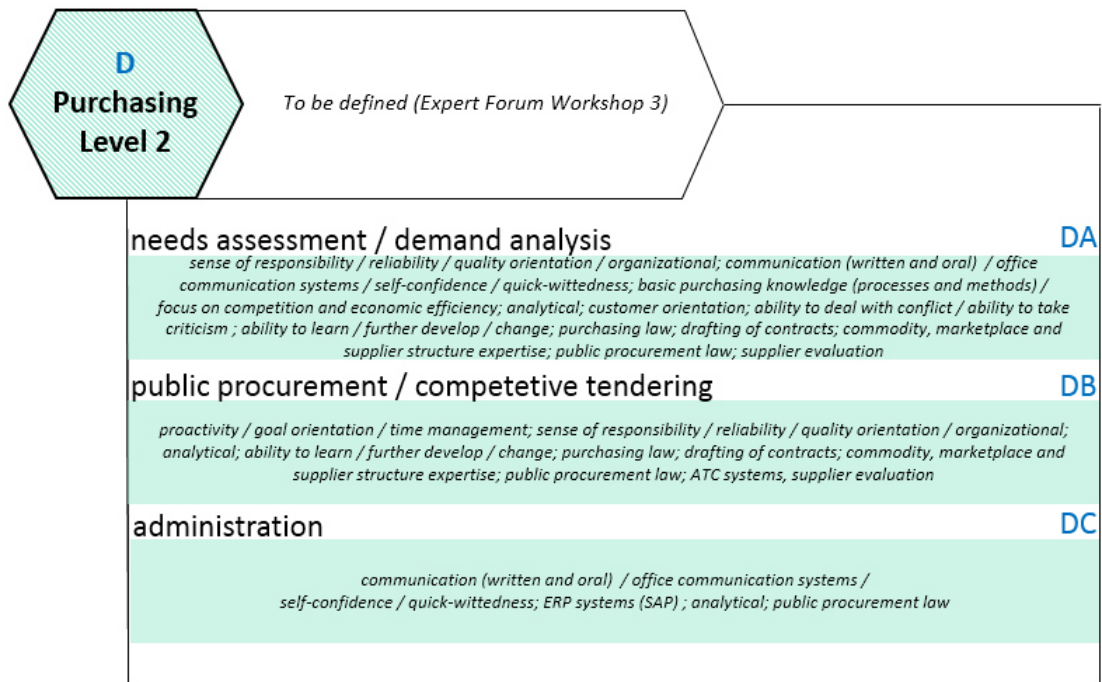 D
Purchasing
Level 2
To be defined (Expert Forum Workshop 3)
needs assessment / demand analysis DA
sense of responsibility / reliability / quality orientation / organizational; communication (written and oral) / office
communication systems / self-confidence / quick-wittedness; basic purchasing knowledge (processes and methods) /
focus on competition and economic efficiency; analytical; customer orientation; ability to deal with conflict / ability to take
criticism ; ability to learn / further develop / change; purchasing law; drafting of contracts; commodity, marketplace and
supplier structure expertise; public procurement law; supplier evaluation
public procurement / competetive tendering DB
proactivity / goal orientation / time management; sense of responsibility / reliability / quality orientation / organizational;
analytical; ability to learn / further develop / change; purchasing law; drafting of contracts; commodity, marketplace and
supplier structure expertise; public procurement law; ATC systems, supplier evaluation
administration DC
communication (written and oral) / office communication systems /
self-confidence / quick-wittedness; ERP systems (SAP) ; analytical; public procurement law